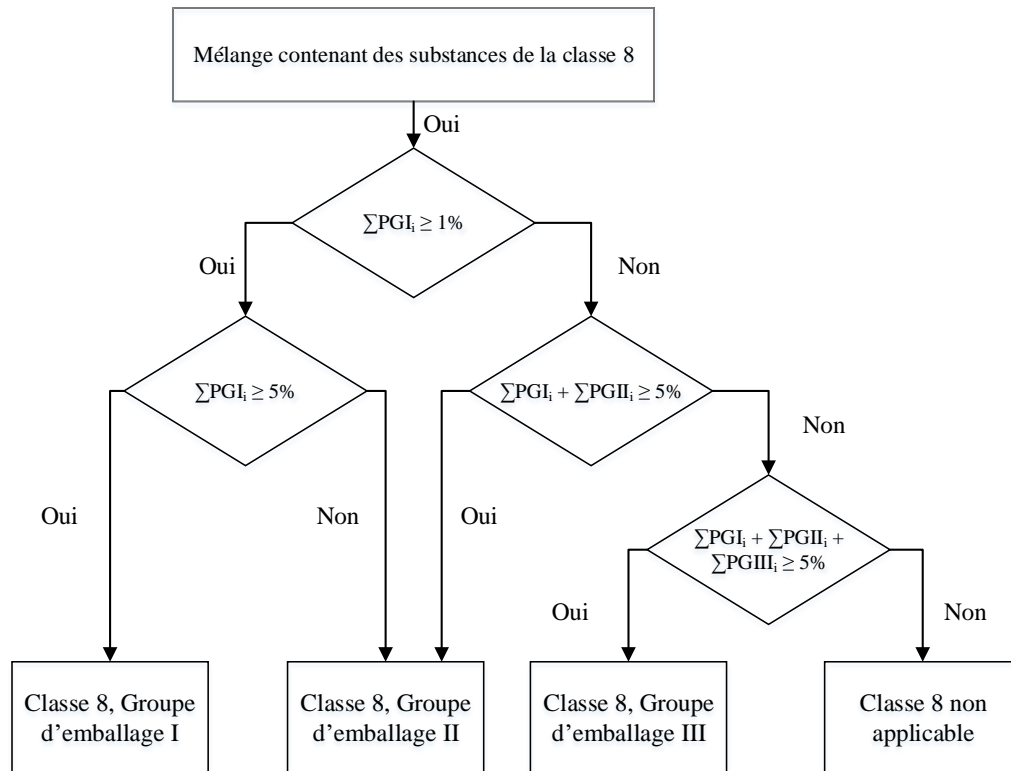 Mélange contenant des substances de la classe 8
Oui
∑PGIᵢ ≥ 1%
Oui
Non
∑PGIᵢ ≥ 5%
∑PGIᵢ + ∑PGIIᵢ ≥ 5%
Non
Oui
Non
Oui
∑PGIᵢ + ∑PGIIᵢ +
∑PGIIIᵢ ≥ 5%
Oui
Non
Classe 8, Groupe
d’emballage I
Classe 8, Groupe
d’emballage II
Classe 8, Groupe
d’emballage III
Classe 8 non
applicable